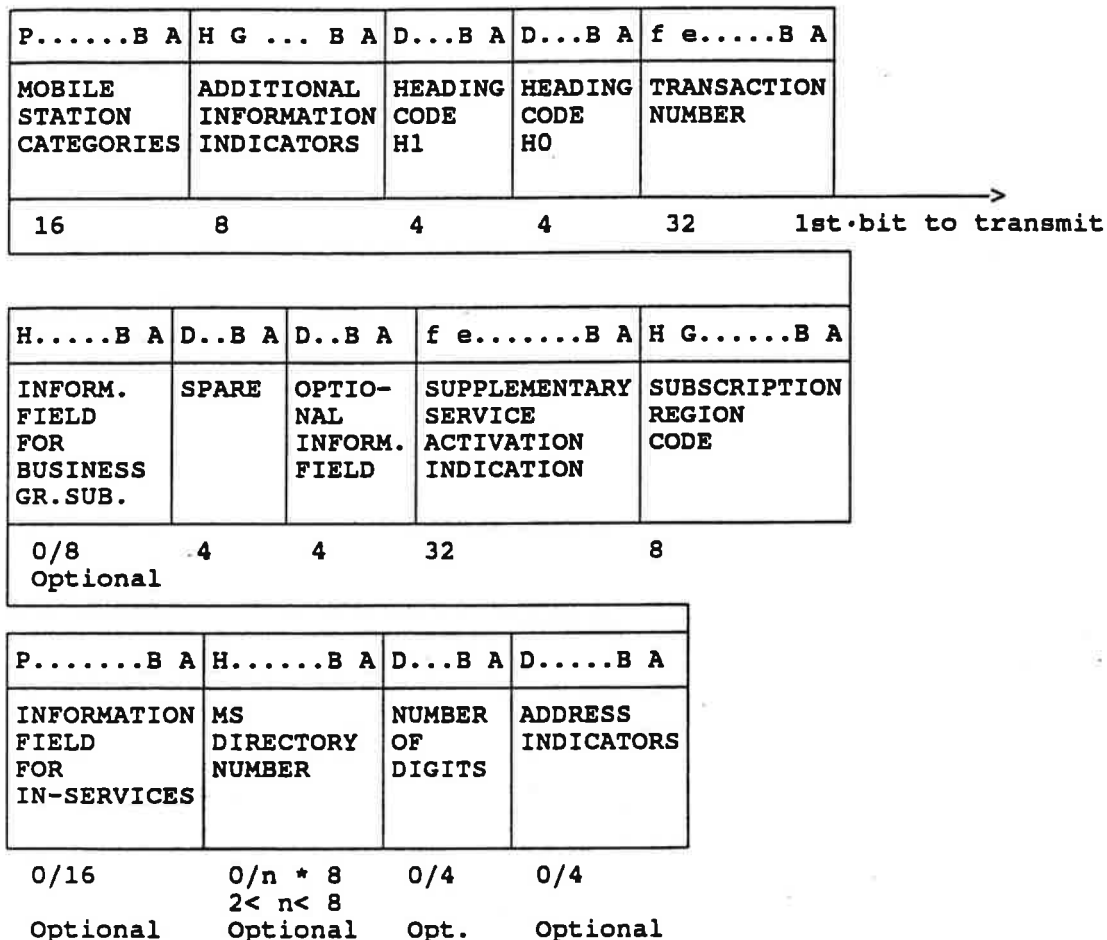 P......B A H G ... B A D...B A D...B A f e.....B A
MOBILE ADDITIONAL HEADING HEADING TRANSACTION
STATION INFORMATION CODE CODE NUMBER
CATEGORIES INDICATORS H1 H0
16 8 4 4 32 1st bit to transmit
H.....B A D..B A D..B A f e.......B A H G......B A
INFORM. SPARE OPTIO- SUPPLEMENTARY SUBSCRIPTION
FIELD NAL SERVICE REGION
FOR INFORM. ACTIVATION CODE
BUSINESS FIELD INDICATION
GR.SUB.
0/8 4 4 32 8
Optional
P.......B A H......B A D...B A D.....B A
INFORMATION MS NUMBER ADDRESS
FIELD DIRECTORY OF INDICATORS
FOR NUMBER DIGITS
IN-SERVICES
0/16 0/n * 8 0/4 0/4
2< n< 8
Optional Optional Opt. Optional